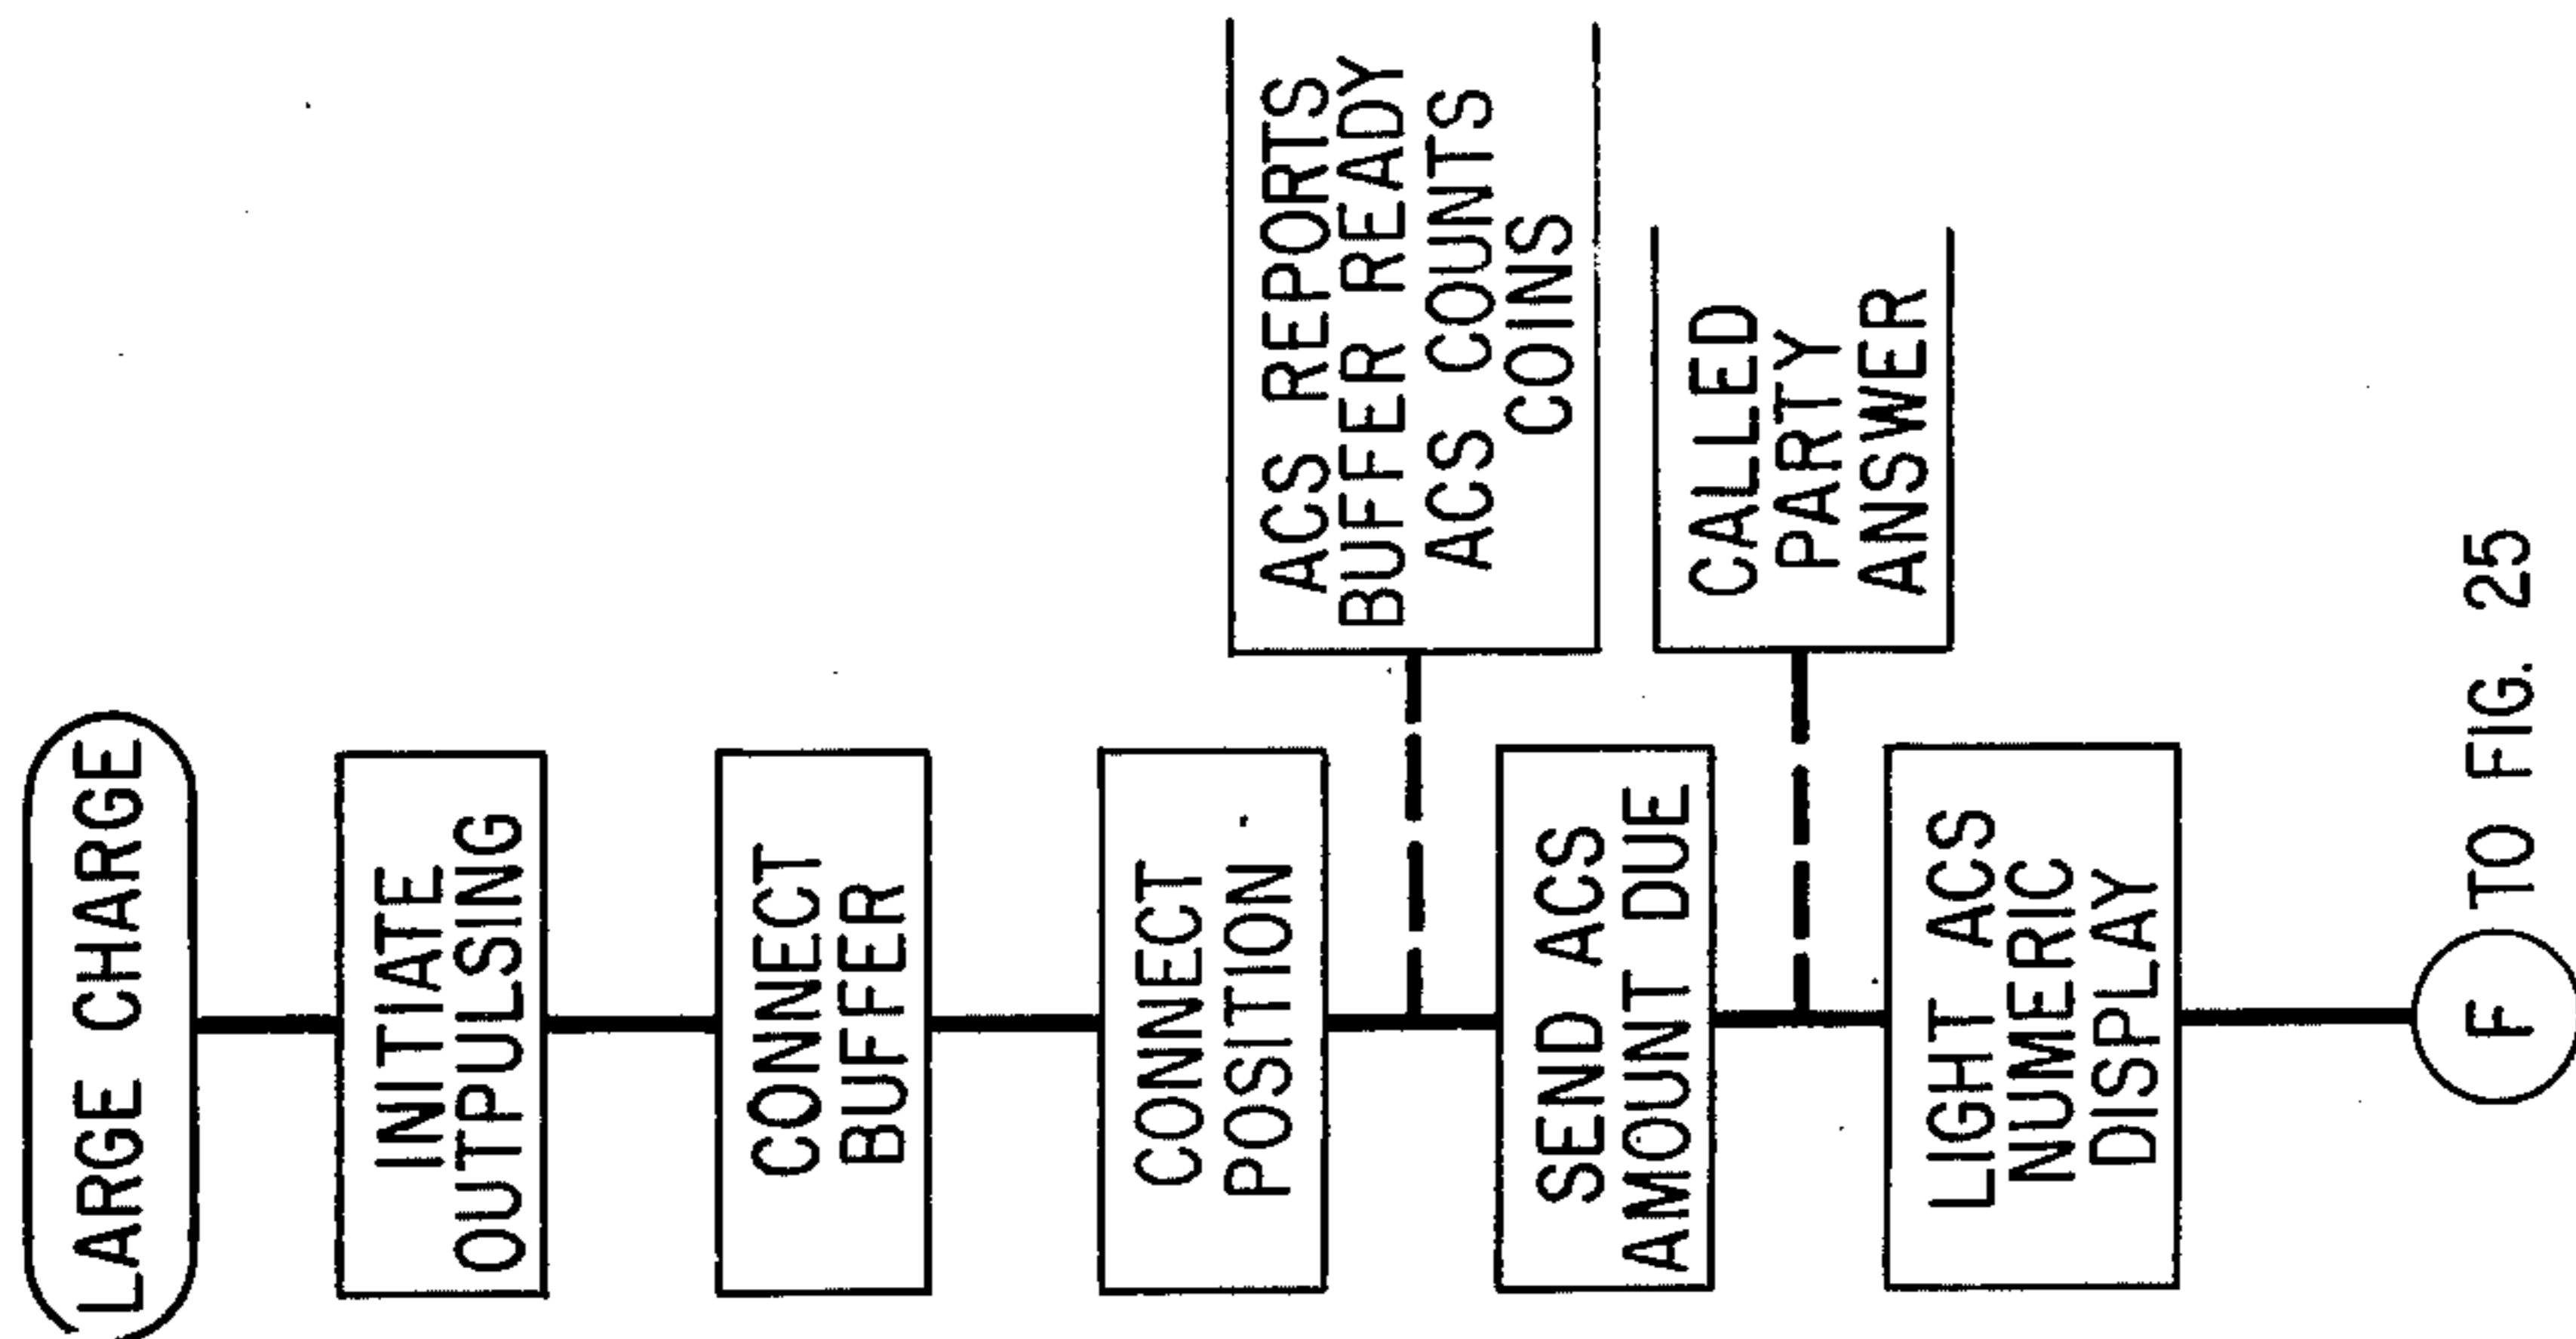 LARGE CHARGE
INITIATE
OUTPULSING
CONNECT
BUFFER
CONNECT
POSITION
ACS REPORTS
BUFFER READY
ACS COUNTS
COINS
SEND ACS
AMOUNT DUE
CALLED
PARTY
ANSWER
LIGHT ACS
NUMERIC
DISPLAY
F TO FIG. 25